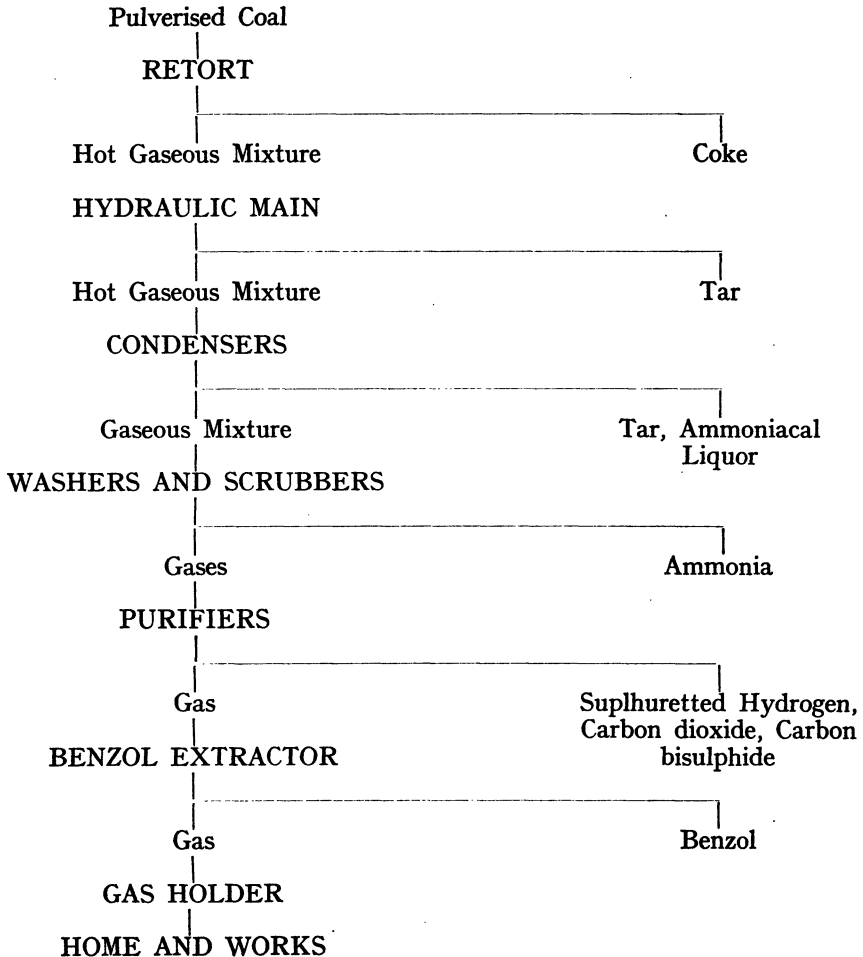 Pulverised Coal
RETORT
Hot Gaseous Mixture
Coke
HYDRAULIC MAIN
Hot Gaseous Mixture
Tar
CONDENSERS
Gaseous Mixture
Tar, Ammoniacal
Liquor
WASHERS AND SCRUBBERS
Gases
Ammonia
PURIFIERS
Gas
Suplhuretted Hydrogen,
Carbon dioxide, Carbon
bisulphide
BENZOL EXTRACTOR
Gas
Benzol
GAS HOLDER
HOME AND WORKS